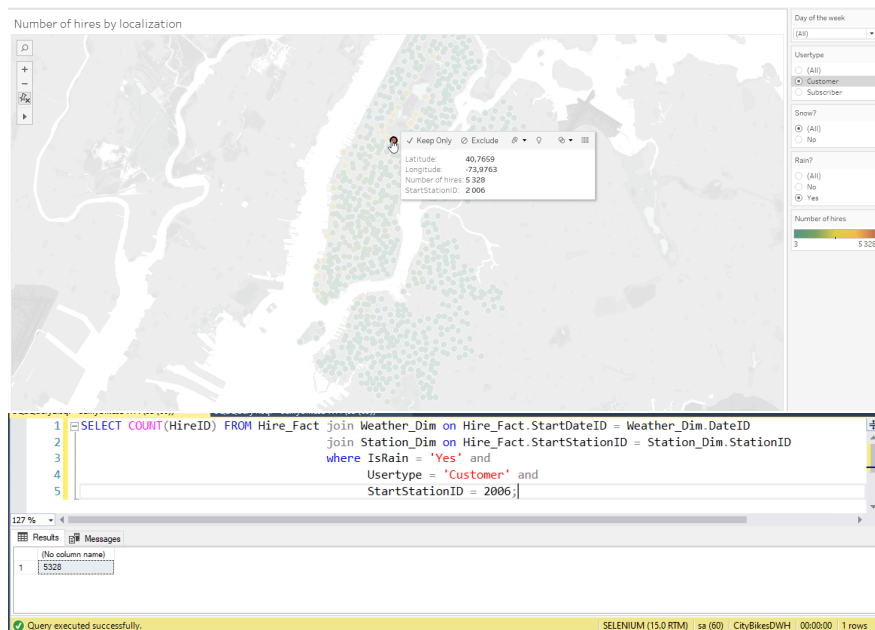 Number of hires by localization
Day of the week
(All)
Usertype
(All)
Customer
Subscriber
Snow?
(All)
No
Rain?
(All)
No
Yes
Number of hires
3 5 328
Keep Only Exclude
Latitude: 40,7659
Longitude: -73,9763
Number of hires: 5 328
StartStationID: 2 006
1 SELECT COUNT(HireID) FROM Hire_Fact join Weather_Dim on Hire_Fact.StartDateID = Weather_Dim.DateID
2 join Station_Dim on Hire_Fact.StartStationID = Station_Dim.StationID
3 where IsRain = 'Yes' and
4 Usertype = 'Customer' and
5 StartStationID = 2006;
127 %
Results Messages
(No column name)
1 5328
Query executed successfully. SELENIUM (15.0 RTM) sa (60) CityBikesDWH 00:00:00 1 rows